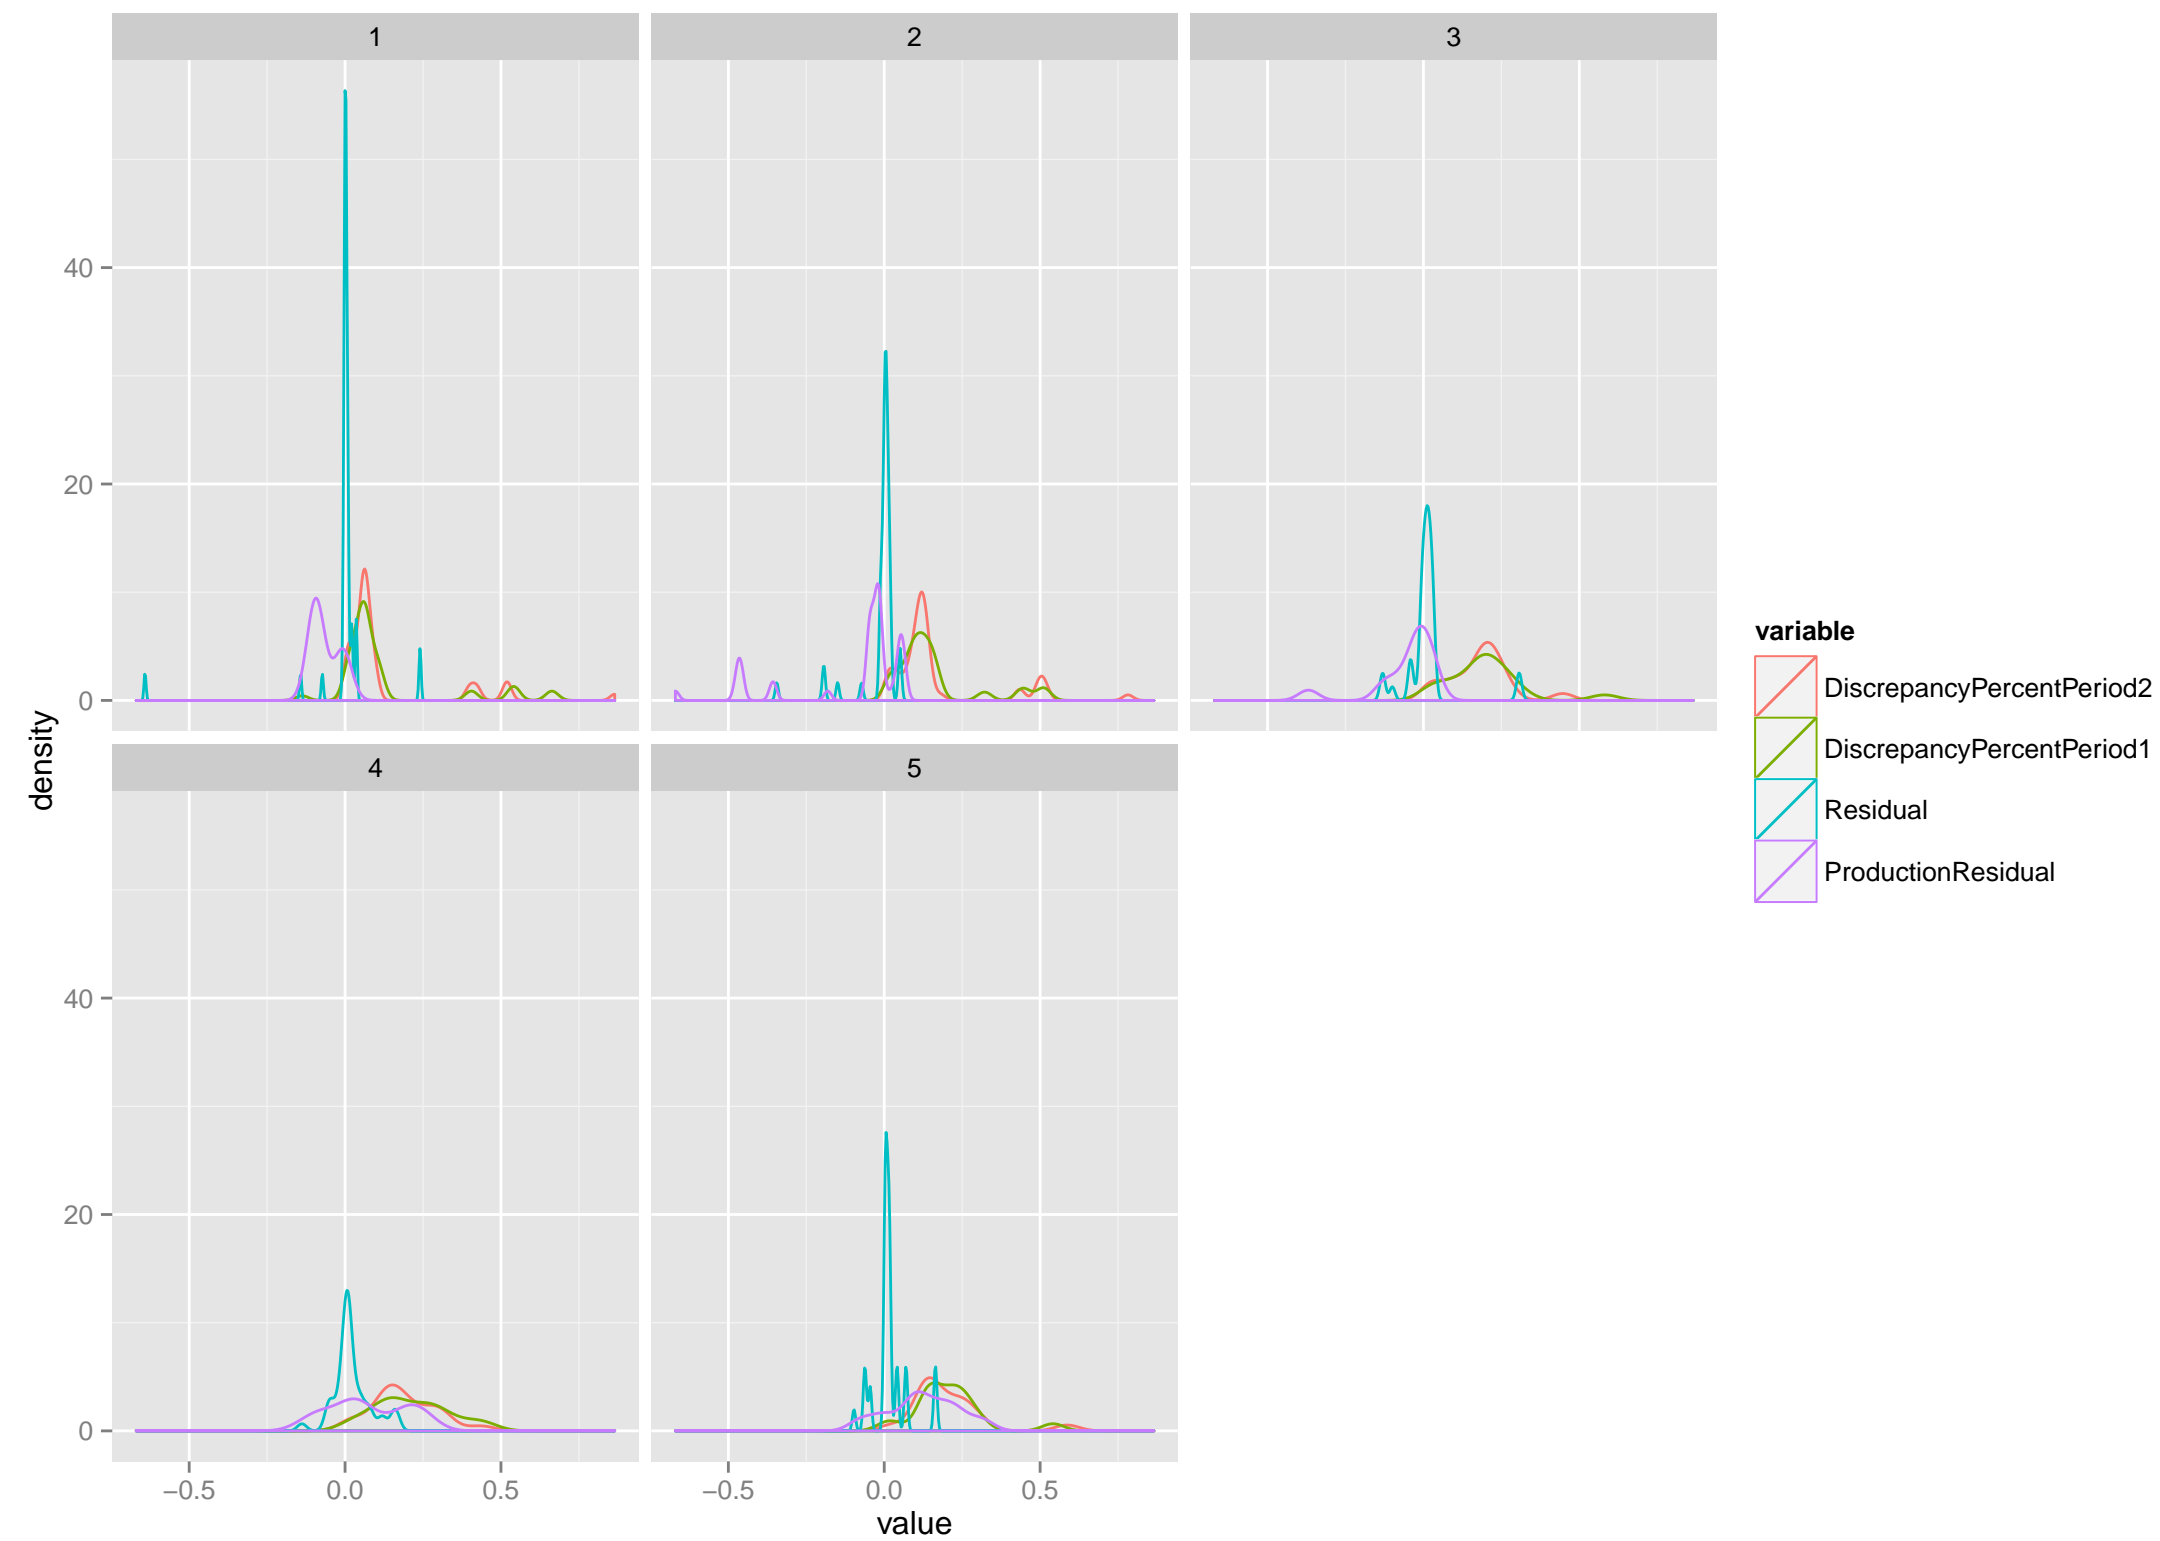 1
2
3
40
20
0
density
4
5
40
20
0
−0.5
0.0
0.5
−0.5
0.0
0.5
value
variable
DiscrepancyPercentPeriod2
DiscrepancyPercentPeriod1
Residual
ProductionResidual